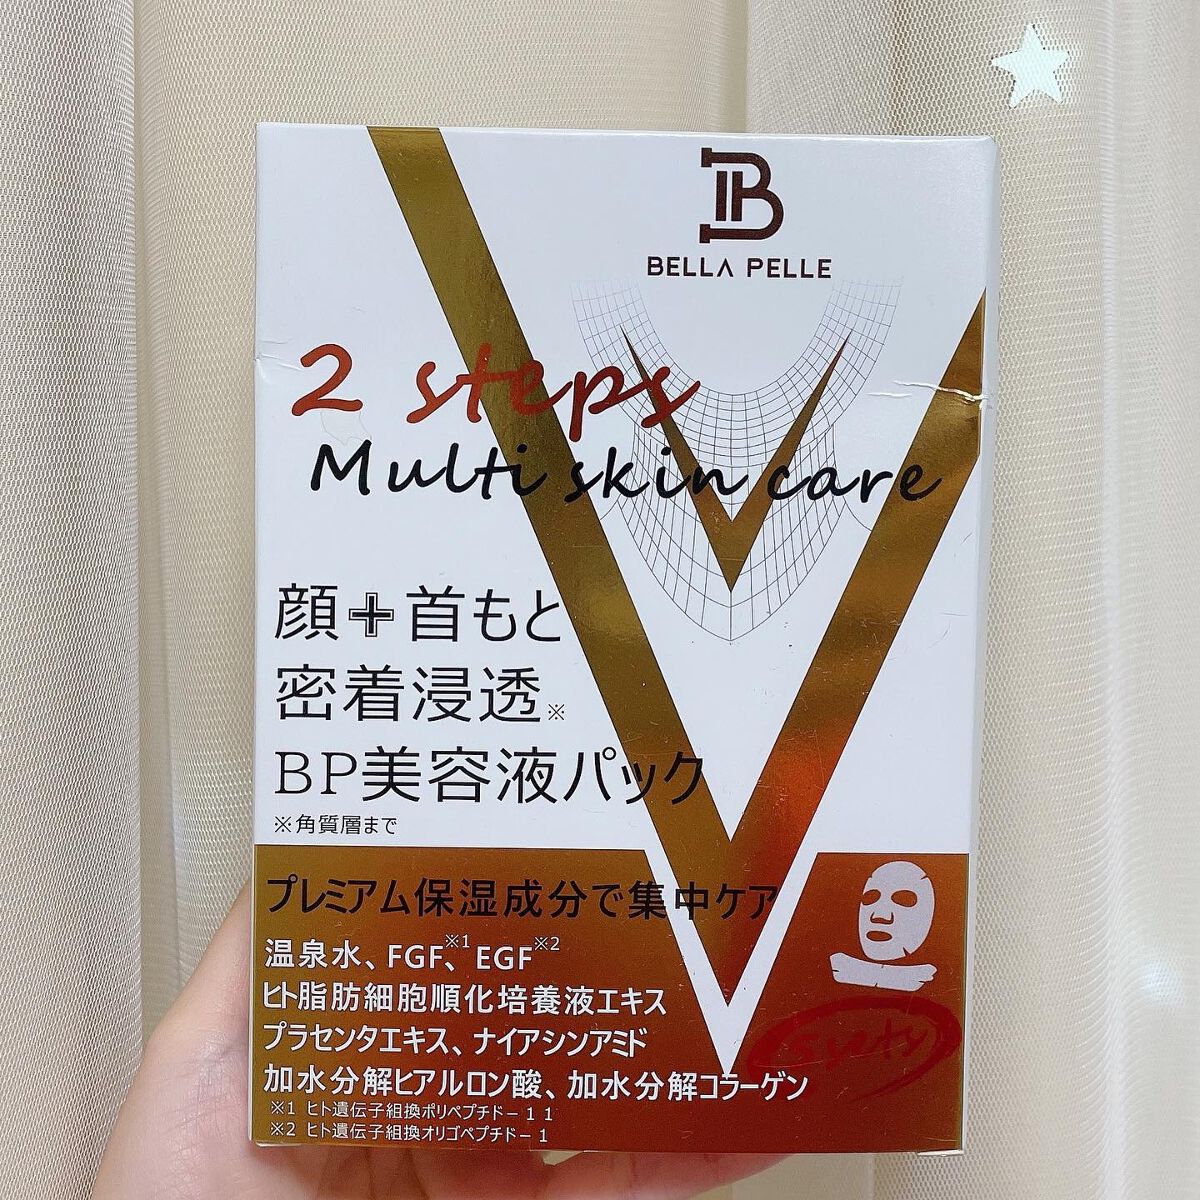 BELLA PELLE
2 steps
Multi skin care
顔+首もと
密着浸透※
BP美容液パック
※角質層まで
プレミアム保湿成分で集中ケア
温泉水、FGF※1、EGF※2
ヒト脂肪細胞順化培養液エキス
プラセンタエキス、ナイアシンアミド
加水分解ヒアルロン酸、加水分解コラーゲン
※1 ヒト遺伝子組換ポリペプチド－11
※2 ヒト遺伝子組換オリゴペプチド－1